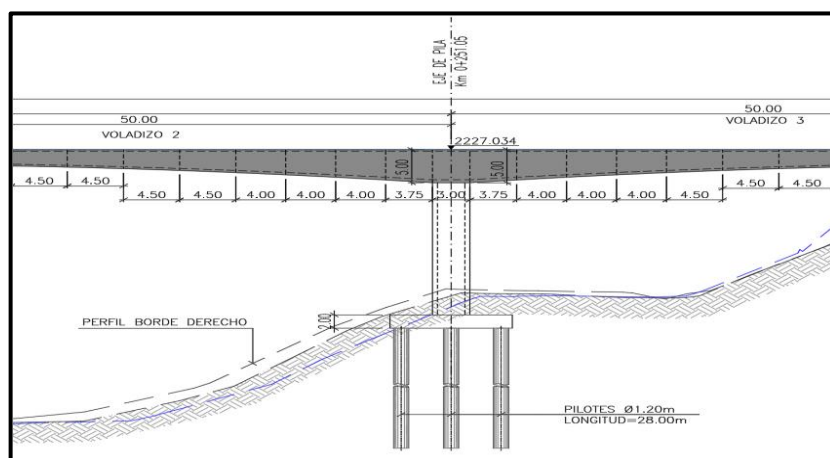 EJE DE PILA
Km 0+251.05
50.00
50.00
VOLADIZO 2
VOLADIZO 3
2227.034
5.00
5.00
4.50 4.50
4.50 4.50
4.50 4.50 4.00 4.00 4.00 3.75 3.00 3.75 4.00 4.00 4.00 4.50
2.00
PERFIL BORDE DERECHO
PILOTES Ø1.20m
LONGITUD=28.00m